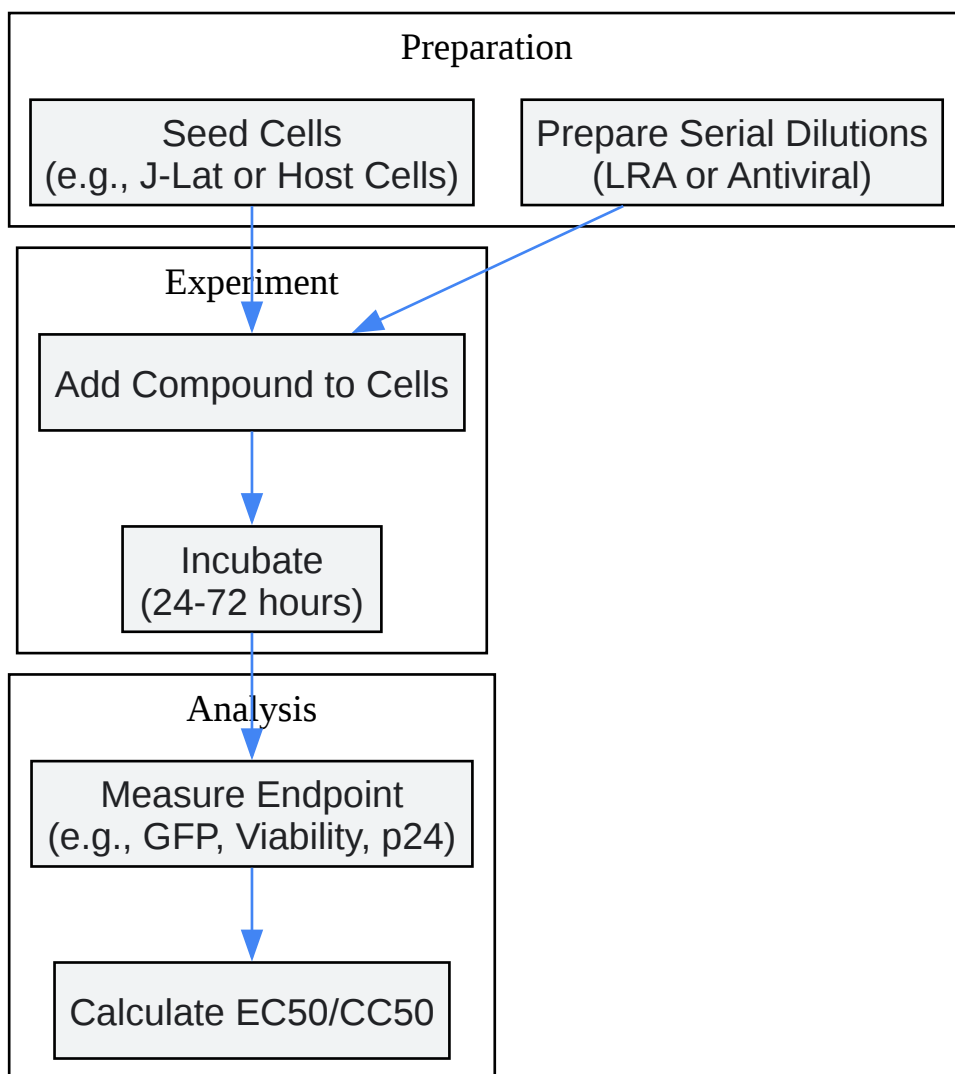 Preparation
Seed Cells
(e.g., J-Lat or Host Cells)
Prepare Serial Dilutions
(LRA or Antiviral)
Experiment
Add Compound to Cells
Incubate
(24-72 hours)
Analysis
Measure Endpoint
(e.g., GFP, Viability, p24)
Calculate EC50/CC50